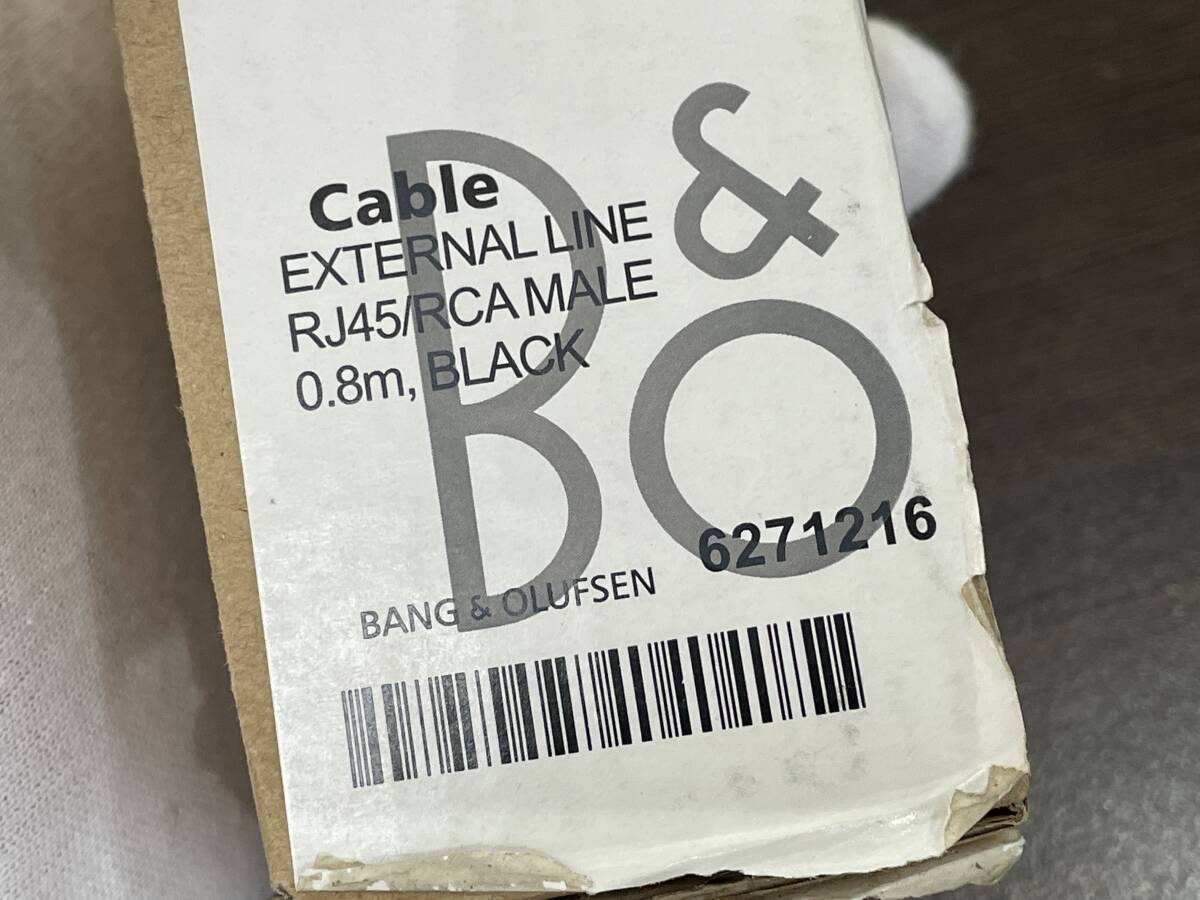 B&O
Cable
EXTERNAL LINE
RJ45/RCA MALE
0.8m, BLACK
6271216
BANG & OLUFSEN